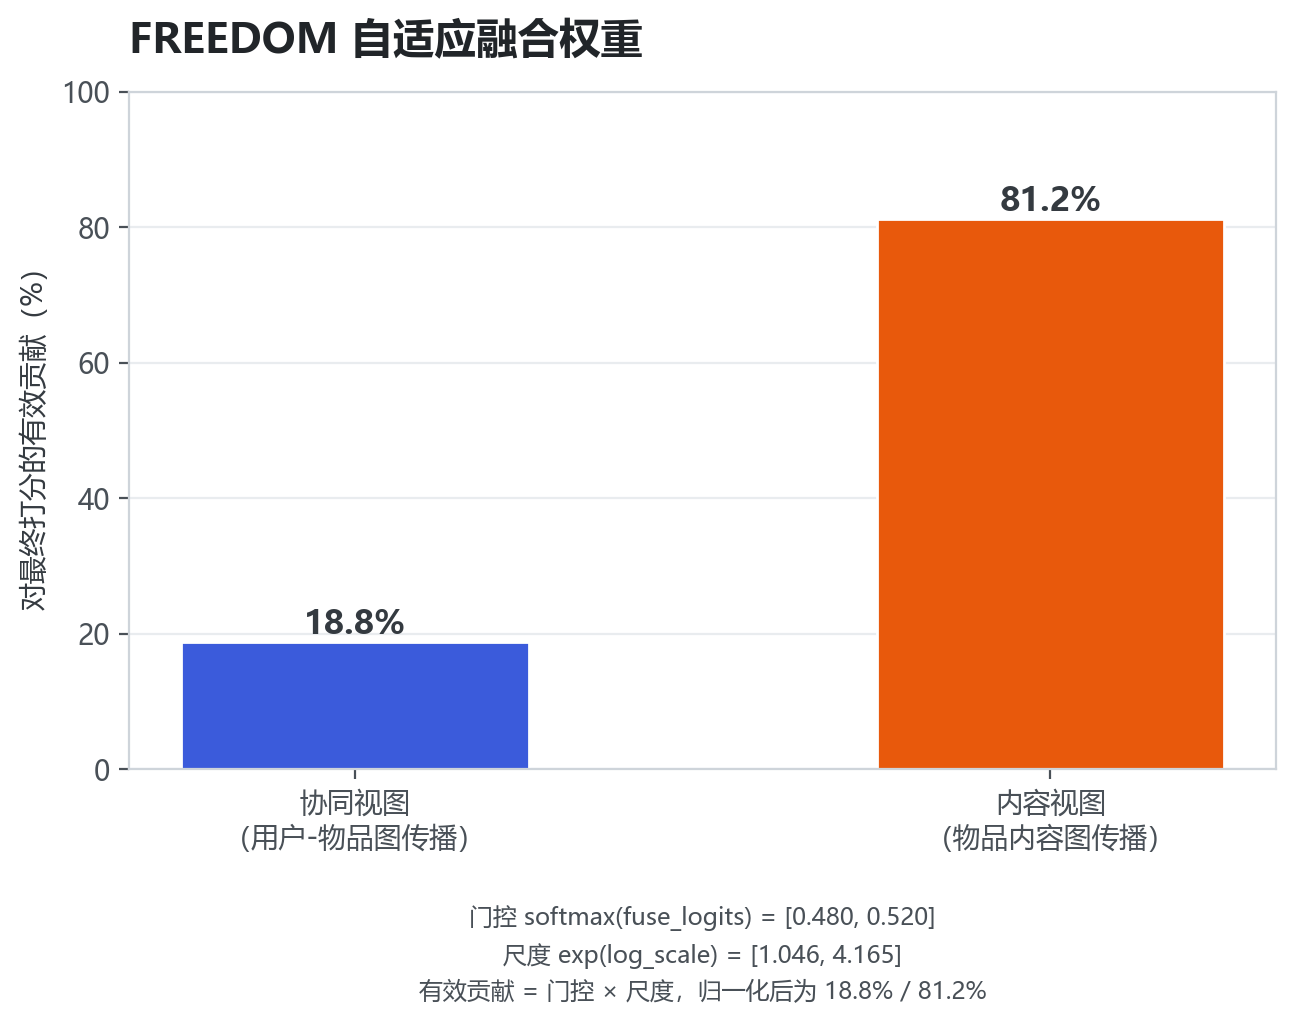 FREEDOM 自适应融合权重
对最终打分的有效贡献（%）
100
80
60
40
20
0
18.8%
81.2%
协同视图
（用户-物品图传播）
内容视图
（物品内容图传播）
门控 softmax(fuse_logits) = [0.480, 0.520]
尺度 exp(log_scale) = [1.046, 4.165]
有效贡献 = 门控 × 尺度，归一化后为 18.8% / 81.2%